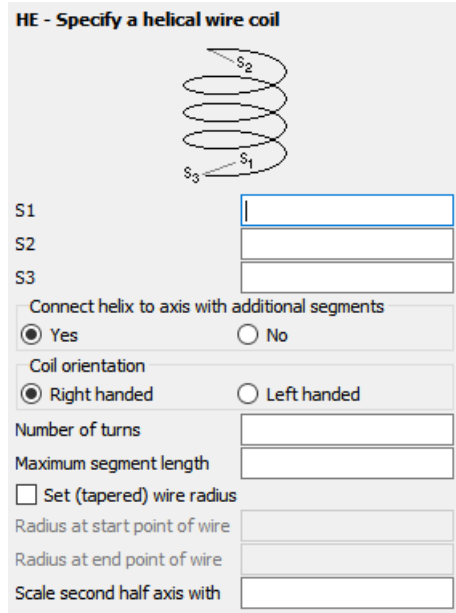 HE - Specify a helical wire coil
S2
S1
S3
S1
S2
S3
Connect helix to axis with additional segments
Yes No
Coil orientation
Right handed Left handed
Number of turns
Maximum segment length
Set (tapered) wire radius
Radius at start point of wire
Radius at end point of wire
Scale second half axis with